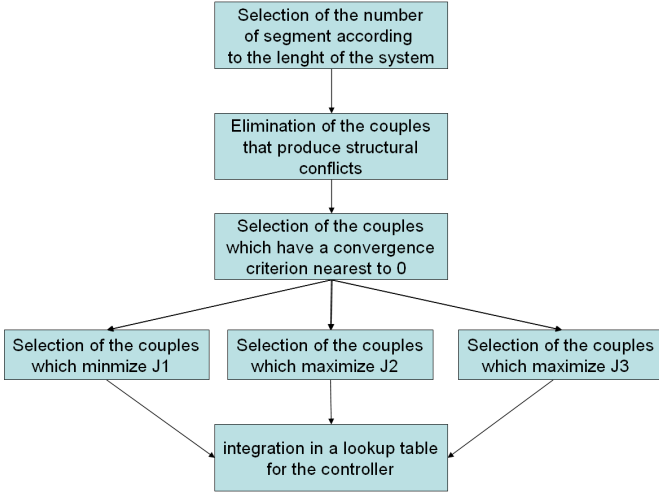 Selection of the number
of segment according
to the lenght of the system
Elimination of the couples
that produce structural
conflicts
Selection of the couples
which have a convergence
criterion nearest to 0
Selection of the couples
which minmize J1
Selection of the couples
which maximize J2
Selection of the couples
which maximize J3
integration in a lookup table
for the controller